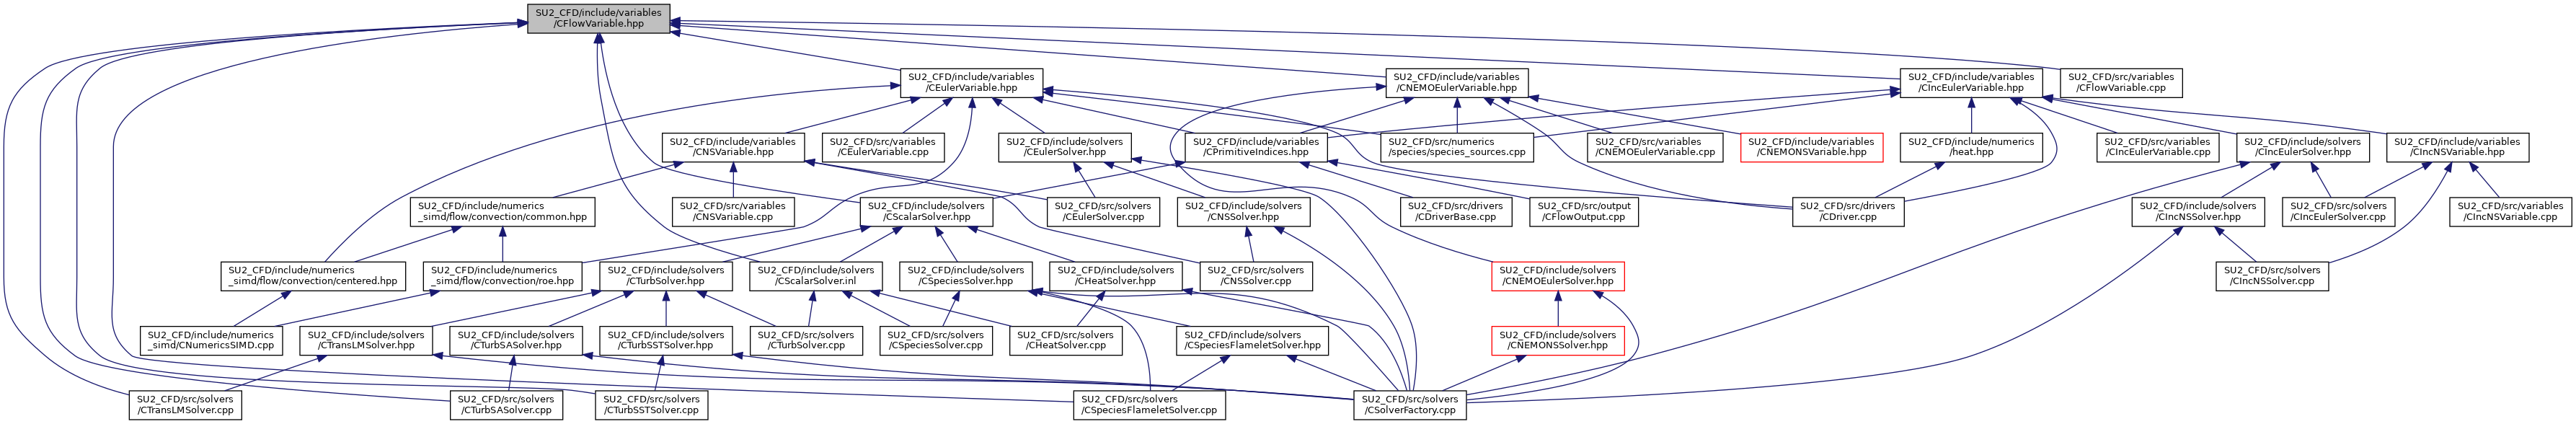 SU2_CFD/include/variables
/CFlowVariable.hpp
SU2_CFD/include/variables
/CEulerVariable.hpp
SU2_CFD/include/variables
/CNEMOEulerVariable.hpp
SU2_CFD/include/variables
/CIncEulerVariable.hpp
SU2_CFD/src/variables
/CFlowVariable.cpp
SU2_CFD/include/variables
/CNSVariable.hpp
SU2_CFD/src/variables
/CEulerVariable.cpp
SU2_CFD/include/solvers
/CEulerSolver.hpp
SU2_CFD/include/variables
/CPrimitiveIndices.hpp
SU2_CFD/src/numerics
/species/species_sources.cpp
SU2_CFD/src/variables
/CNEMOEulerVariable.cpp
SU2_CFD/include/variables
/CNEMONSVariable.hpp
SU2_CFD/include/numerics
/heat.hpp
SU2_CFD/src/variables
/CIncEulerVariable.cpp
SU2_CFD/include/solvers
/CIncEulerSolver.hpp
SU2_CFD/include/variables
/CIncNSVariable.hpp
SU2_CFD/include/numerics
_simd/flow/convection/common.hpp
SU2_CFD/src/variables
/CNSVariable.cpp
SU2_CFD/include/solvers
/CScalarSolver.hpp
SU2_CFD/src/solvers
/CEulerSolver.cpp
SU2_CFD/include/solvers
/CNSSolver.hpp
SU2_CFD/src/drivers
/CDriverBase.cpp
SU2_CFD/src/output
/CFlowOutput.cpp
SU2_CFD/src/drivers
/CDriver.cpp
SU2_CFD/include/solvers
/CIncNSSolver.hpp
SU2_CFD/src/solvers
/CIncEulerSolver.cpp
SU2_CFD/src/variables
/CIncNSVariable.cpp
SU2_CFD/include/numerics
_simd/flow/convection/centered.hpp
SU2_CFD/include/numerics
_simd/flow/convection/roe.hpp
SU2_CFD/include/solvers
/CTurbSolver.hpp
SU2_CFD/include/solvers
/CScalarSolver.inl
SU2_CFD/include/solvers
/CSpeciesSolver.hpp
SU2_CFD/include/solvers
/CHeatSolver.hpp
SU2_CFD/src/solvers
/CNSSolver.cpp
SU2_CFD/include/solvers
/CNEMOEulerSolver.hpp
SU2_CFD/src/solvers
/CIncNSSolver.cpp
SU2_CFD/include/numerics
_simd/CNumericsSIMD.cpp
SU2_CFD/include/solvers
/CTransLMSolver.hpp
SU2_CFD/include/solvers
/CTurbSASolver.hpp
SU2_CFD/include/solvers
/CTurbSSTSolver.hpp
SU2_CFD/src/solvers
/CTurbSolver.cpp
SU2_CFD/src/solvers
/CSpeciesSolver.cpp
SU2_CFD/src/solvers
/CHeatSolver.cpp
SU2_CFD/include/solvers
/CSpeciesFlameletSolver.hpp
SU2_CFD/include/solvers
/CNEMONSSolver.hpp
SU2_CFD/src/solvers
/CTransLMSolver.cpp
SU2_CFD/src/solvers
/CTurbSASolver.cpp
SU2_CFD/src/solvers
/CTurbSSTSolver.cpp
SU2_CFD/src/solvers
/CSpeciesFlameletSolver.cpp
SU2_CFD/src/solvers
/CSolverFactory.cpp